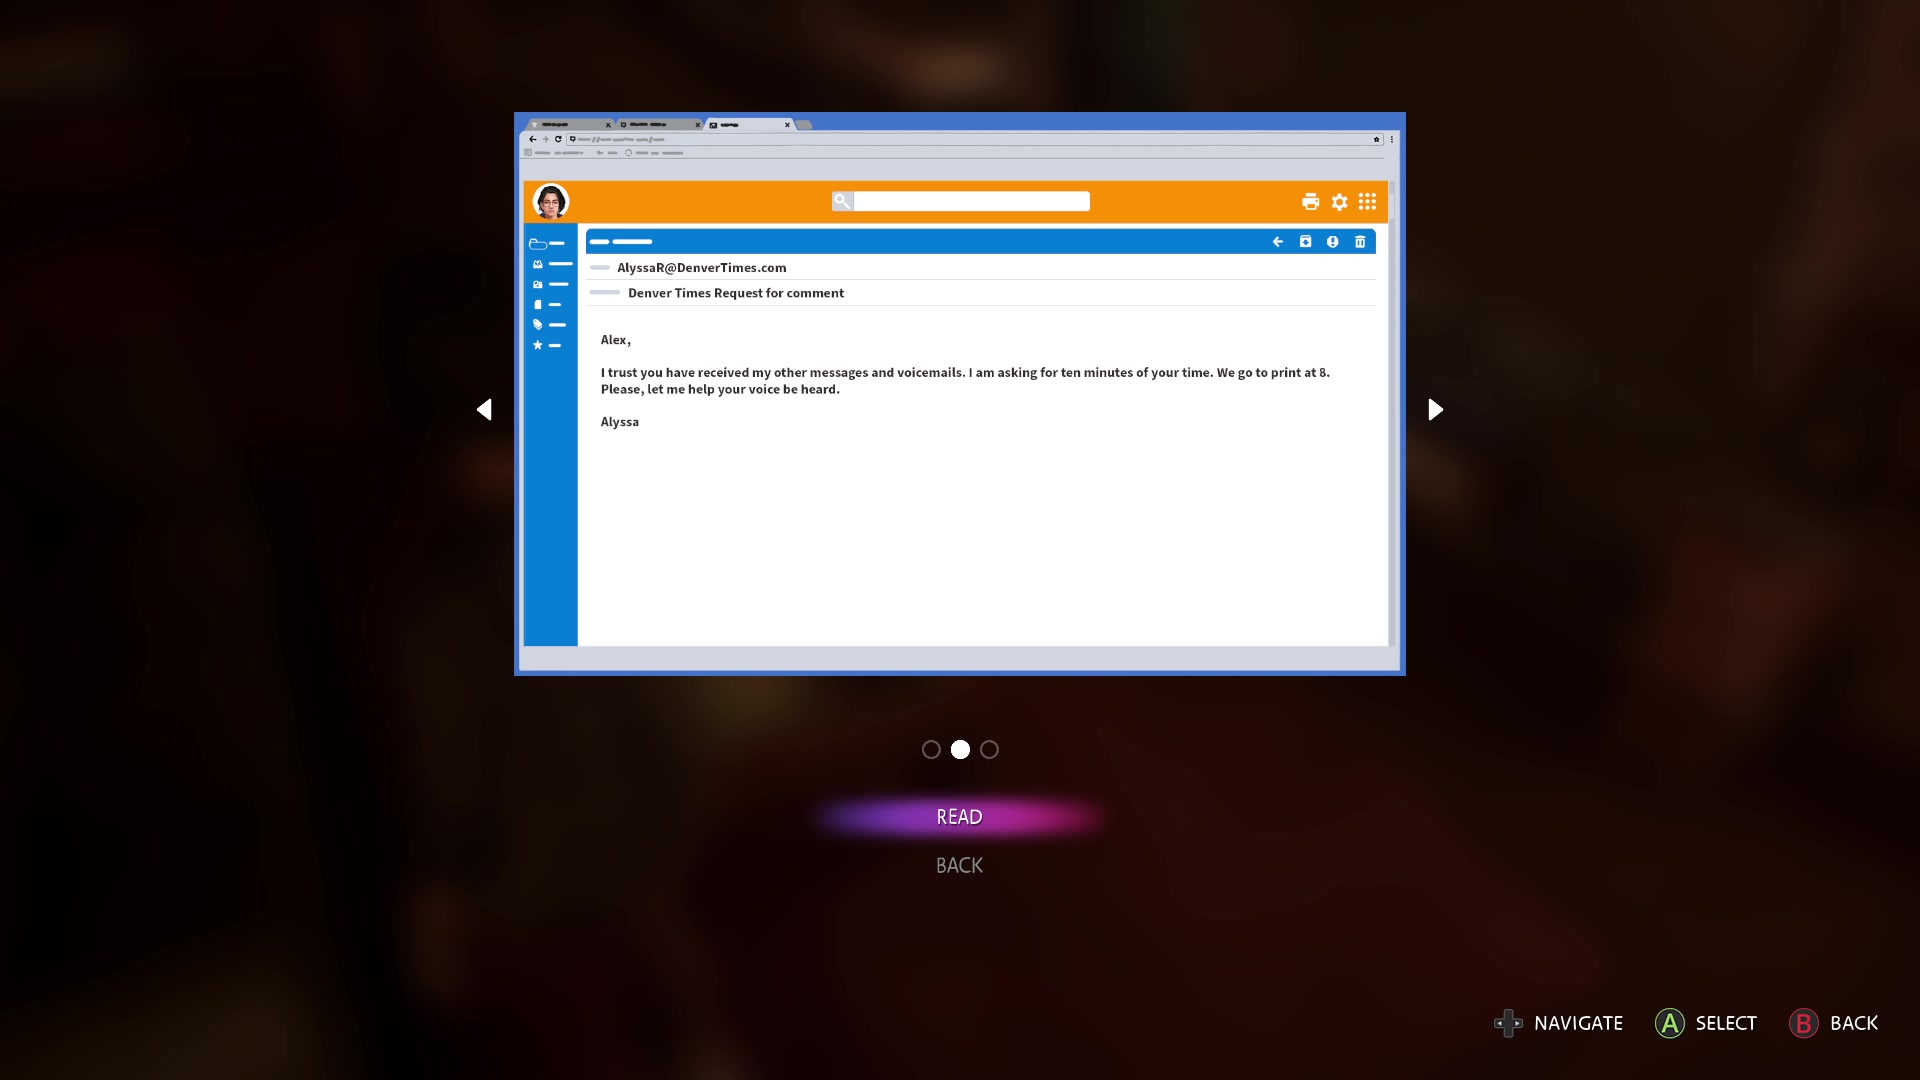 AlyssaR@DenverTimes.com
Denver Times Request for comment
Alex,
I trust you have received my other messages and voicemails. I am asking for ten minutes of your time. We go to print at 8.
Please, let me help your voice be heard.
Alyssa
READ
BACK
NAVIGATE A SELECT B BACK